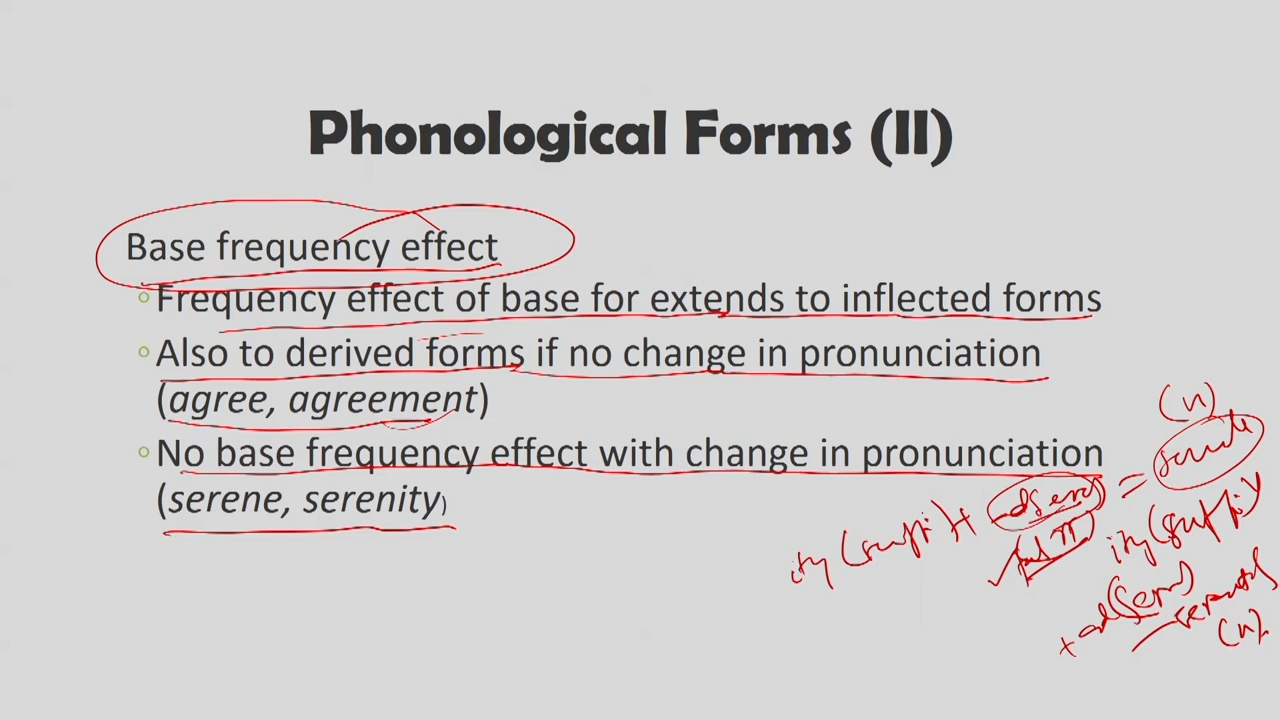 Phonological Forms (II)
Base frequency effect
Frequency effect of base for extends to inflected forms
Also to derived forms if no change in pronunciation
(agree, agreement)
No base frequency effect with change in pronunciation
(serene, serenity)
(n)
ity (suffix) +
=
ity (suffix)
(n)